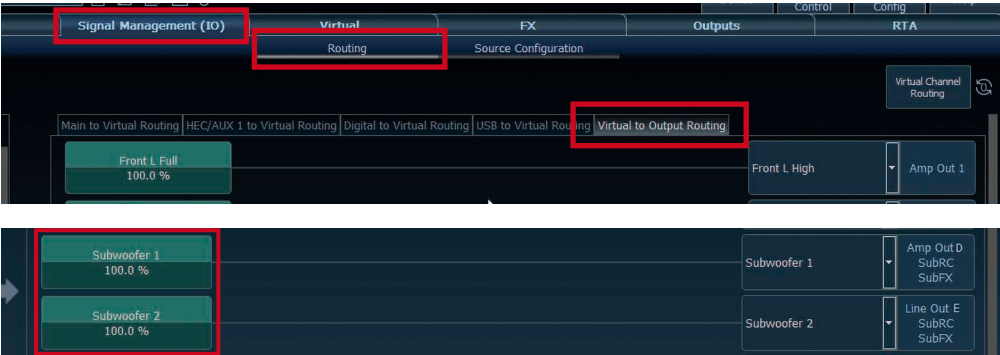 Control
Config
Signal Management (IO)
Virtual
FX
Outputs
RTA
Routing
Source Configuration
Virtual Channel
Routing
Main to Virtual Routing
HEC/AUX 1 to Virtual Routing
Digital to Virtual Routing
USB to Virtual Routing
Virtual to Output Routing
Front L Full
100.0 %
Front L High
Amp Out 1
Subwoofer 1
100.0 %
Subwoofer 1
Amp Out D
SubRC
SubFX
Subwoofer 2
100.0 %
Subwoofer 2
Line Out E
SubRC
SubFX